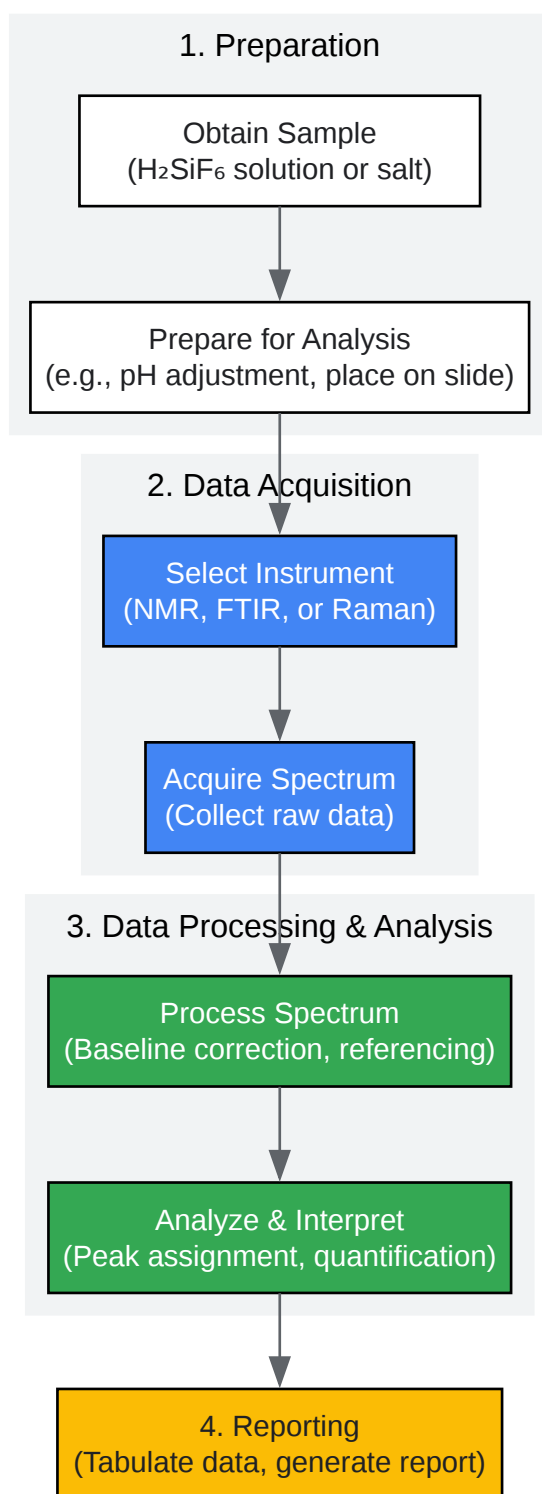 1. Preparation
Obtain Sample
(H₂SiF₆ solution or salt)
Prepare for Analysis
(e.g., pH adjustment, place on slide)
2. Data Acquisition
Select Instrument
(NMR, FTIR, or Raman)
Acquire Spectrum
(Collect raw data)
3. Data Processing & Analysis
Process Spectrum
(Baseline correction, referencing)
Analyze & Interpret
(Peak assignment, quantification)
4. Reporting
(Tabulate data, generate report)